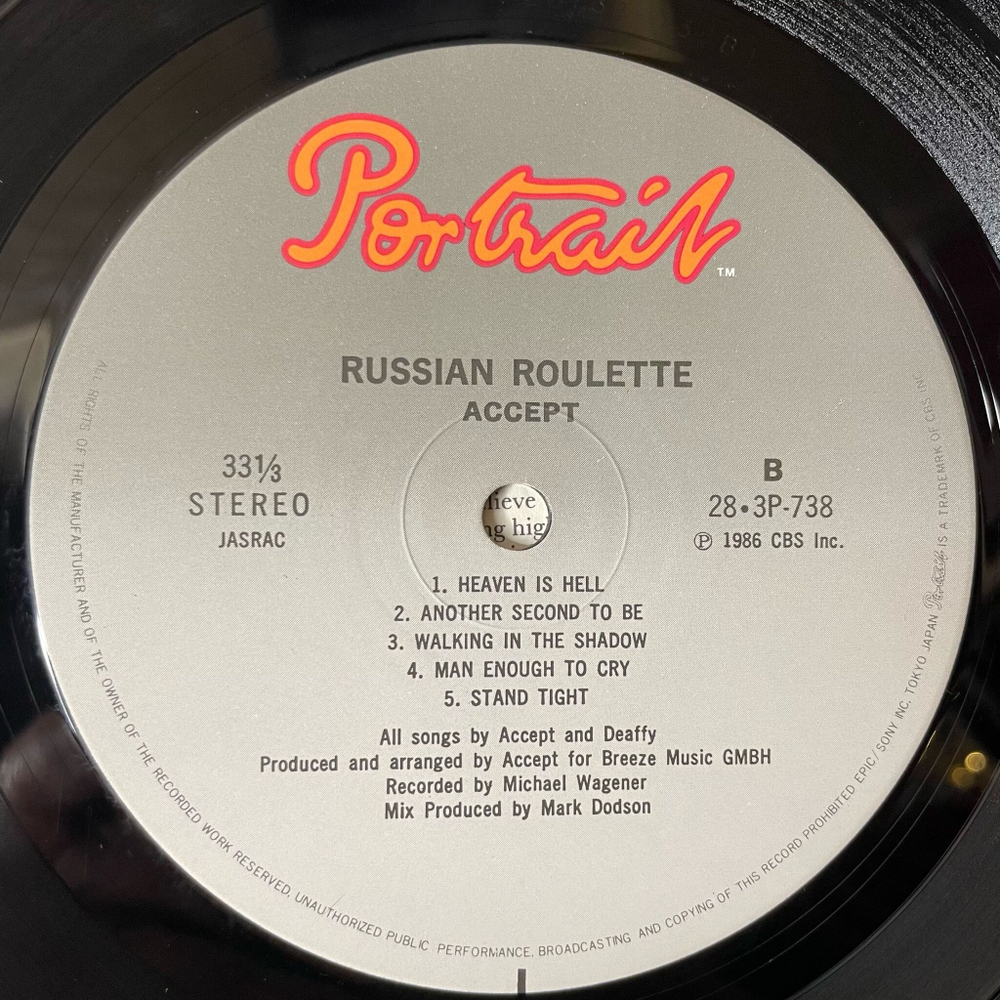 Portrait
TM
RUSSIAN ROULETTE
ACCEPT
33⅓
STEREO
JASRAC
B
28•3P-738
℗ 1986 CBS Inc.
lieve
ng hig
1. HEAVEN IS HELL
2. ANOTHER SECOND TO BE
3. WALKING IN THE SHADOW
4. MAN ENOUGH TO CRY
5. STAND TIGHT
All songs by Accept and Deaffy
Produced and arranged by Accept for Breeze Music GMBH
Recorded by Michael Wagener
Mix Produced by Mark Dodson
ALL RIGHTS OF THE MANUFACTURER AND OF THE OWNER OF THE RECORDED WORK RESERVED. UNAUTHORIZED PUBLIC PERFORMANCE. BROADCASTING AND COPYING OF THIS RECORD PROHIBITED EPIC/SONY INC. TOKYO JAPAN Portrait IS A TRADEMARK OF CBS INC